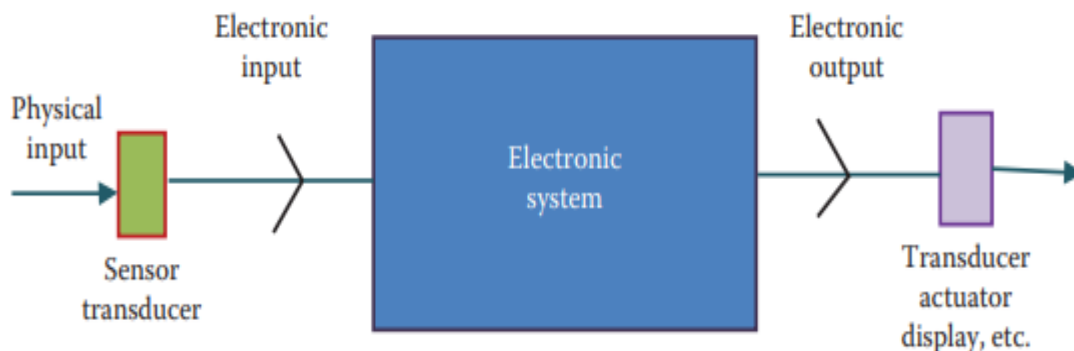 Physical
input
Sensor
transducer
Electronic
input
Electronic
system
Electronic
output
Transducer
actuator
display, etc.